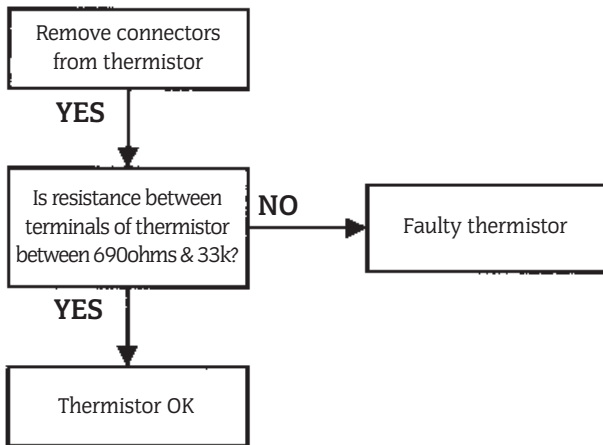 Remove connectors
from thermistor
YES
Is resistance between
terminals of thermistor
between 690ohms & 33k?
NO
Faulty thermistor
YES
Thermistor OK